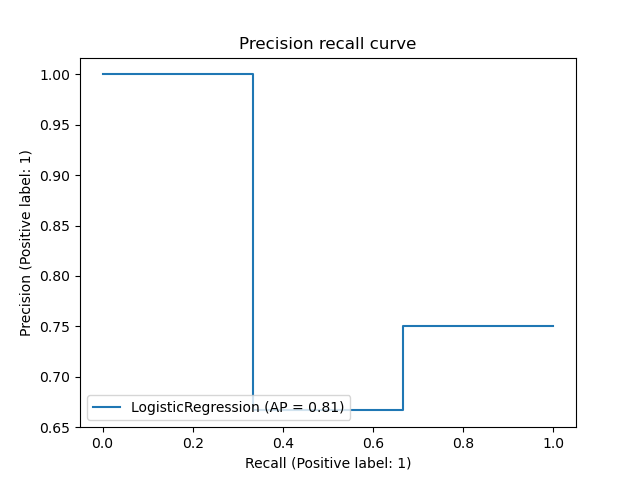 Precision recall curve
1.00
0.95
0.90
0.85
0.80
0.75
0.70
0.65
Precision (Positive label: 1)
LogisticRegression (AP = 0.81)
0.0 0.2 0.4 0.6 0.8 1.0
Recall (Positive label: 1)